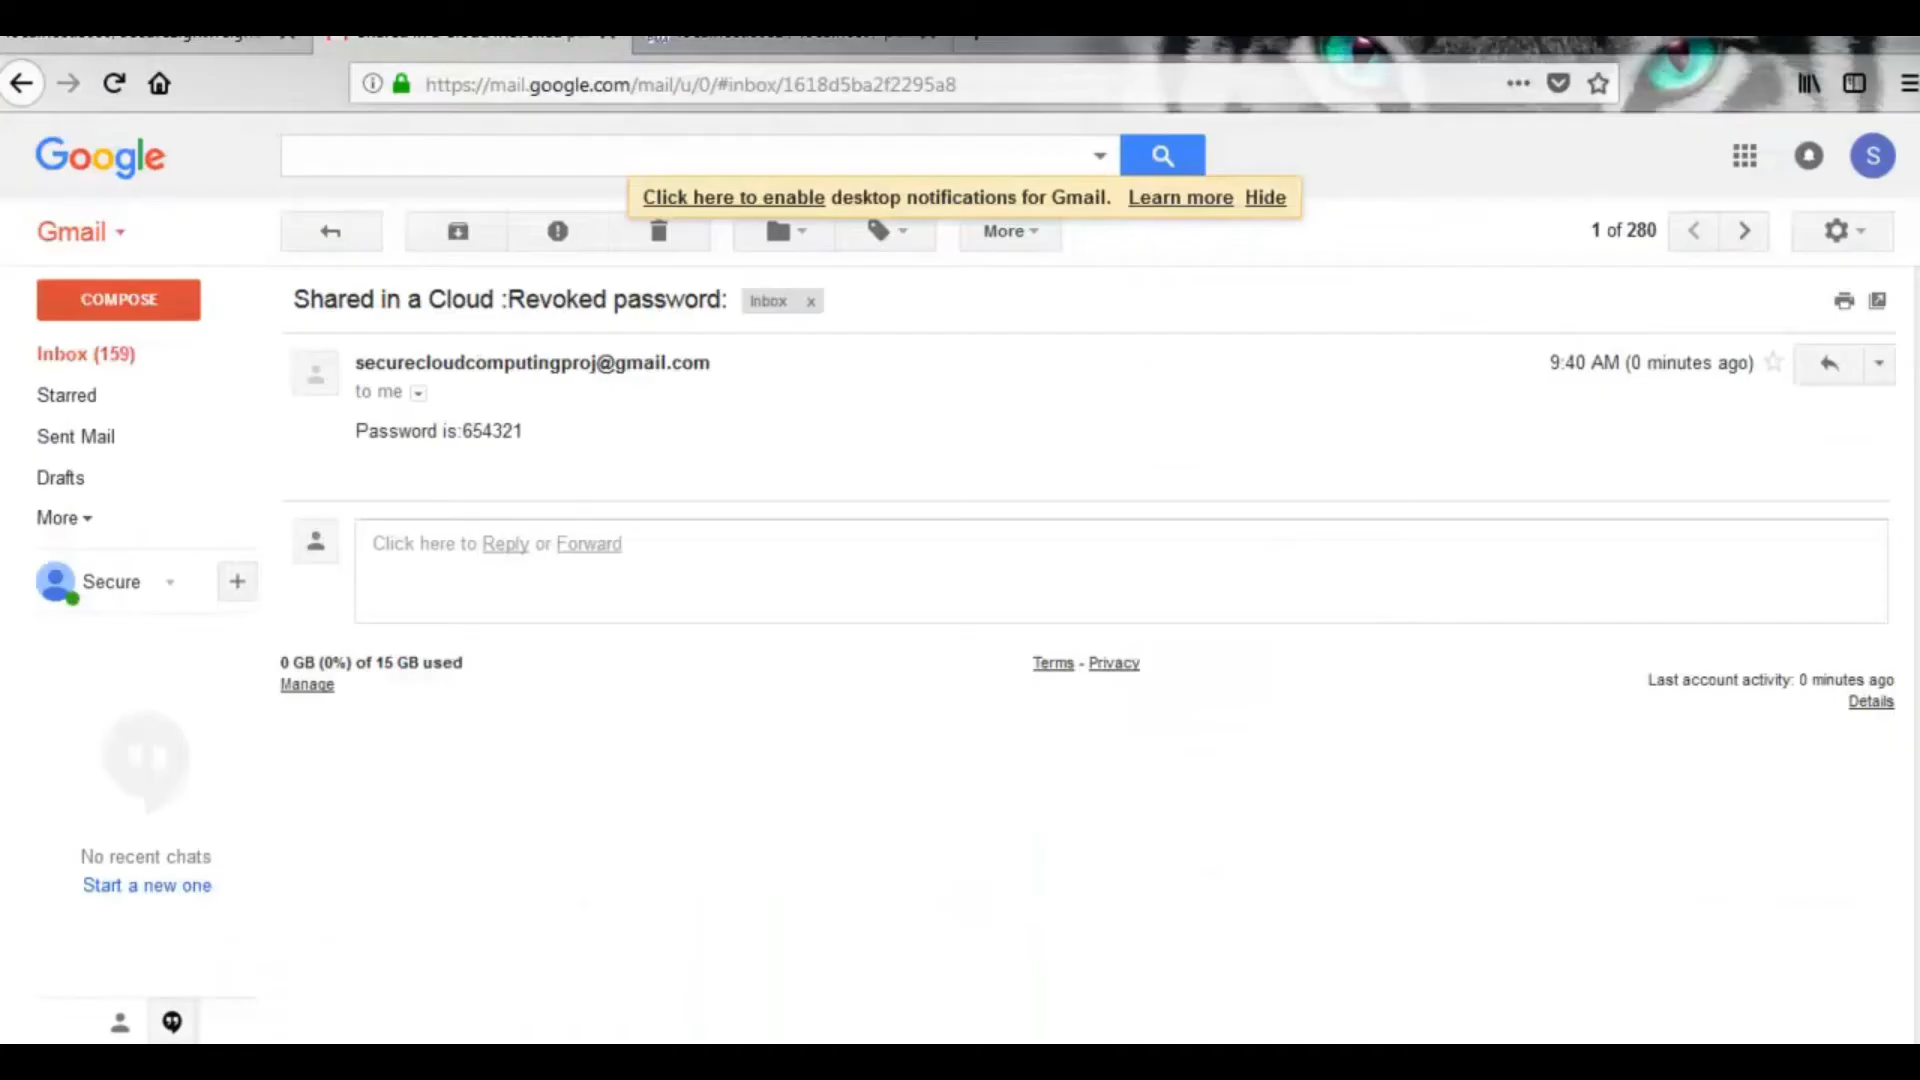 https://mail.google.com/mail/u/0/#inbox/1618d5ba2f2295a8
Google
S
Click here to enable desktop notifications for Gmail. Learn more Hide
Gmail
More
1 of 280
COMPOSE
Shared in a Cloud :Revoked password:
Inbox x
Inbox (159)
securecloudcomputingproj@gmail.com
9:40 AM (0 minutes ago)
to me
Starred
Password is:654321
Sent Mail
Drafts
More
Click here to Reply or Forward
Secure
0 GB (0%) of 15 GB used
Manage
Terms - Privacy
Last account activity: 0 minutes ago
Details
No recent chats
Start a new one